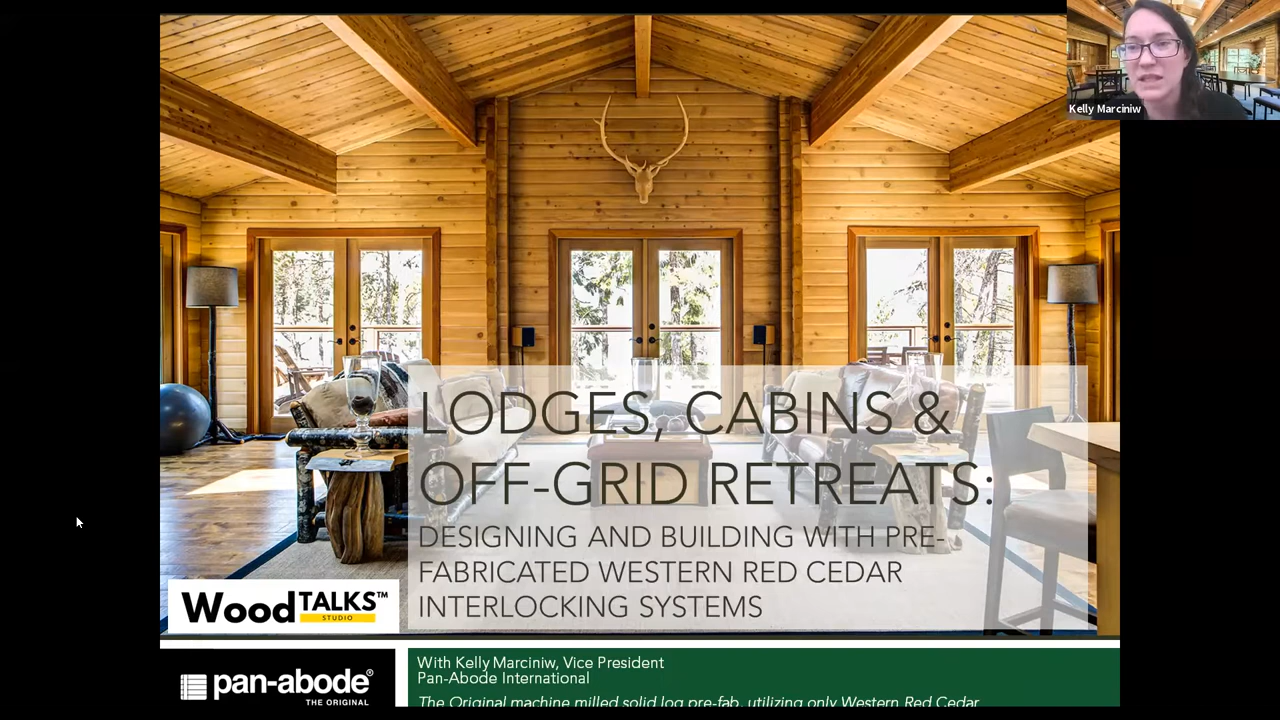 Kelly Marciniw
LODGES, CABINS &
OFF-GRID RETREATS:
DESIGNING AND BUILDING WITH PRE-
FABRICATED WESTERN RED CEDAR
INTERLOCKING SYSTEMS
WoodTALKS™
STUDIO
With Kelly Marciniw, Vice President
Pan-Abode International
The Original machine milled solid log pre-fab, utilizing only Western Red Cedar
pan-abode®
THE ORIGINAL